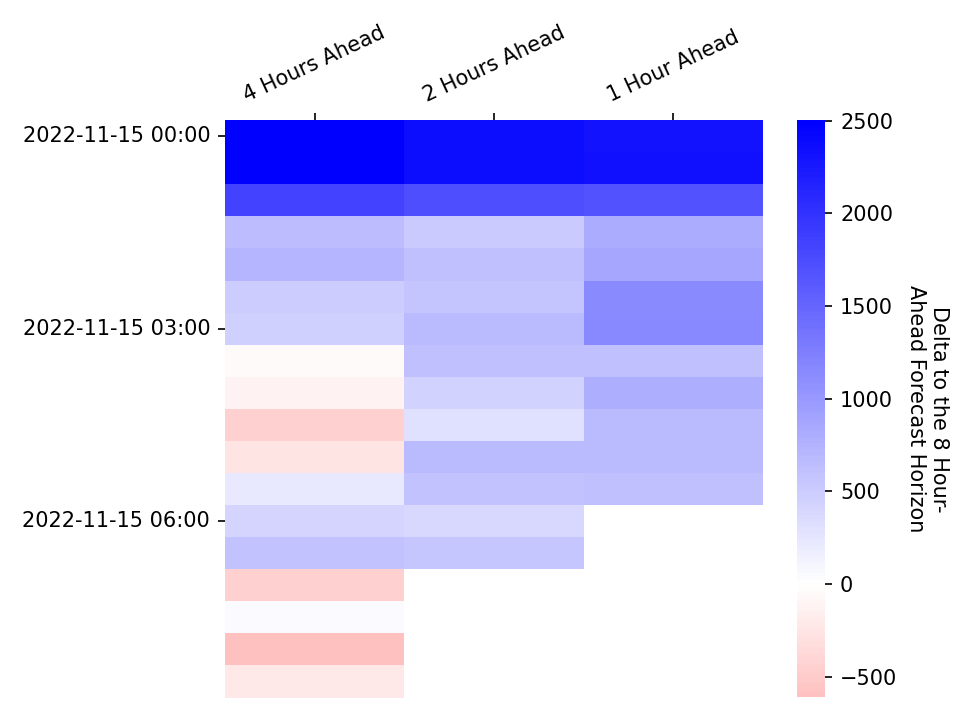 4 Hours Ahead
2 Hours Ahead
1 Hour Ahead
2022-11-15 00:00
2022-11-15 03:00
2022-11-15 06:00
2500
2000
1500
1000
500
0
−500
Delta to the 8 Hour-
Ahead Forecast Horizon